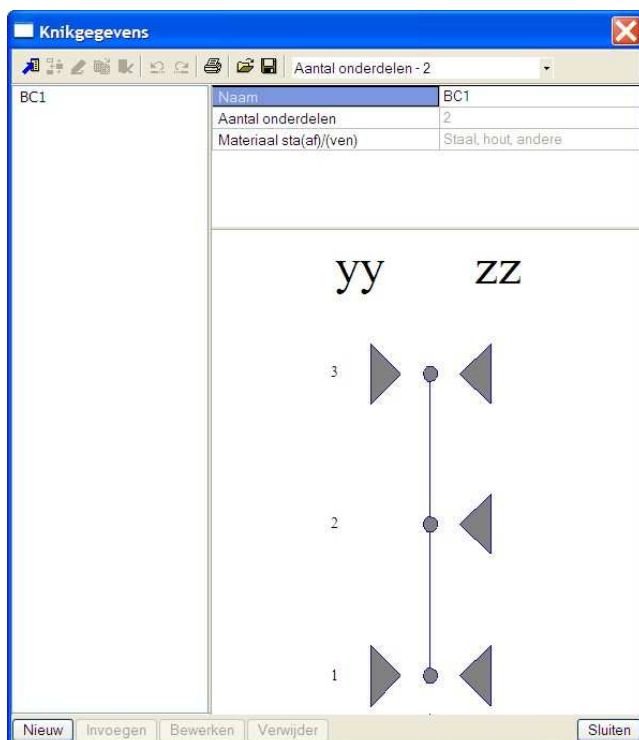 Knikgegevens
Aantal onderdelen - 2
BC1
Naam BC1
Aantal onderdelen 2
Materiaal sta(af)/(ven) Staal, hout, andere
yy zz
3
2
1
Nieuw Invoegen Bewerken Verwijder Sluiten